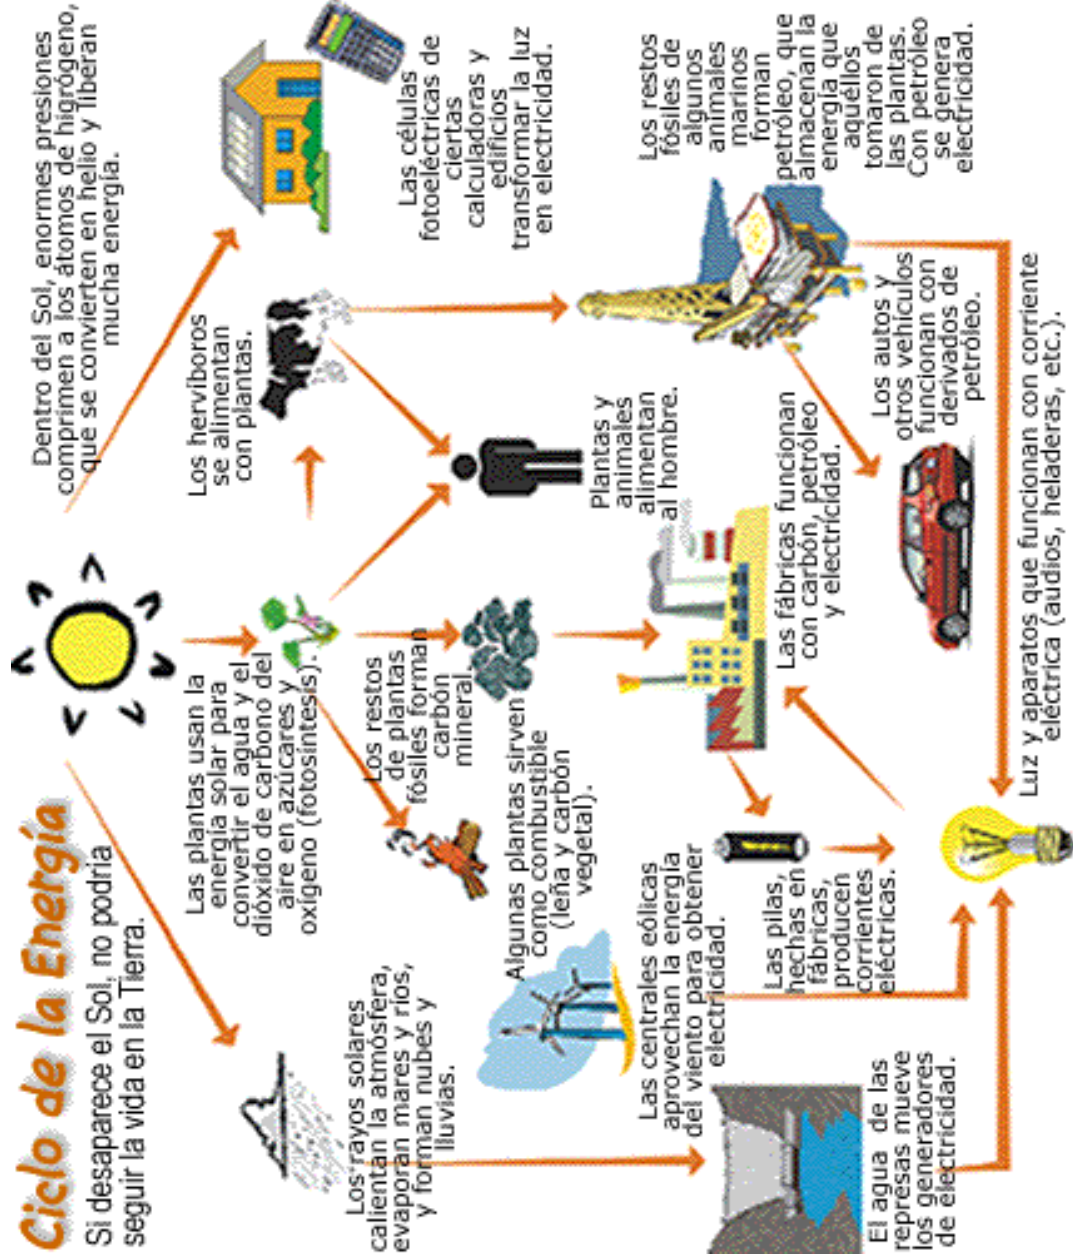 Ciclo de la Energía
Si desaparece el Sol, no podría
seguir la vida en la Tierra.
Dentro del Sol, enormes presiones
comprimen a los átomos de higrógeno,
que se convierten en helio y liberan
mucha energía.
Los rayos solares
calientan la atmósfera,
evaporan mares y ríos,
y forman nubes y
lluvias.
Las plantas usan la
energía solar para
convertir el agua y el
dióxido de carbono del
aire en azúcares y
oxígeno (fotosíntesis).
Los hervíboros
se alimentan
con plantas.
Las células
fotoeléctricas de
ciertas
calculadoras y
edificios
transformar la luz
en electricidad.
Algunas plantas sirven
como combustible
(leña y carbón
vegetal).
Los restos
de plantas
fósiles forman
carbón
mineral.
Plantas y
animales
alimentan
al hombre.
Los restos
fósiles de
algunos
animales
marinos
forman
petróleo, que
almacenan la
energía que
aquéllos
tomaron de
las plantas.
Con petróleo
se genera
electricidad.
Las centrales eólicas
aprovechan la energía
del viento para obtener
electricidad.
Las fábricas funcionan
con carbón, petróleo
y electricidad.
Los autos y
otros vehículos
funcionan con
derivados de
petróleo.
El agua de las
represas mueve
los generadores
de electricidad.
Las pilas,
hechas en
fábricas,
producen
corrientes
eléctricas.
Luz y aparatos que funcionan con corriente
eléctrica (audios, heladeras, etc.).